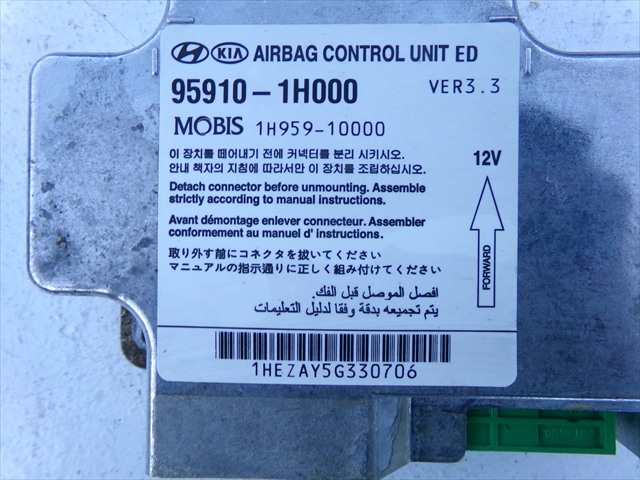 HYUNDAI KIA AIRBAG CONTROL UNIT ED
95910-1H000 VER3.3
MOBIS 1H959-10000
이 장치를 떼어내기 전에 커넥터를 분리 시키시오.
안내 책자의 지침에 따라서만 이 장치를 조립하십시오.
12V
Detach connector before unmounting. Assemble
strictly according to manual instructions.
Avant démontage enlever connecteur. Assembler
conformement au manuel d' instructions.
FORWARD
取り外す前にコネクタを抜いてください
マニュアルの指示通りに正しく組み付けてください
افصل الموصل قبل الفك.
يتم تجميعه بدقة وفقا لدليل التعليمات
1HEZAY5G330706